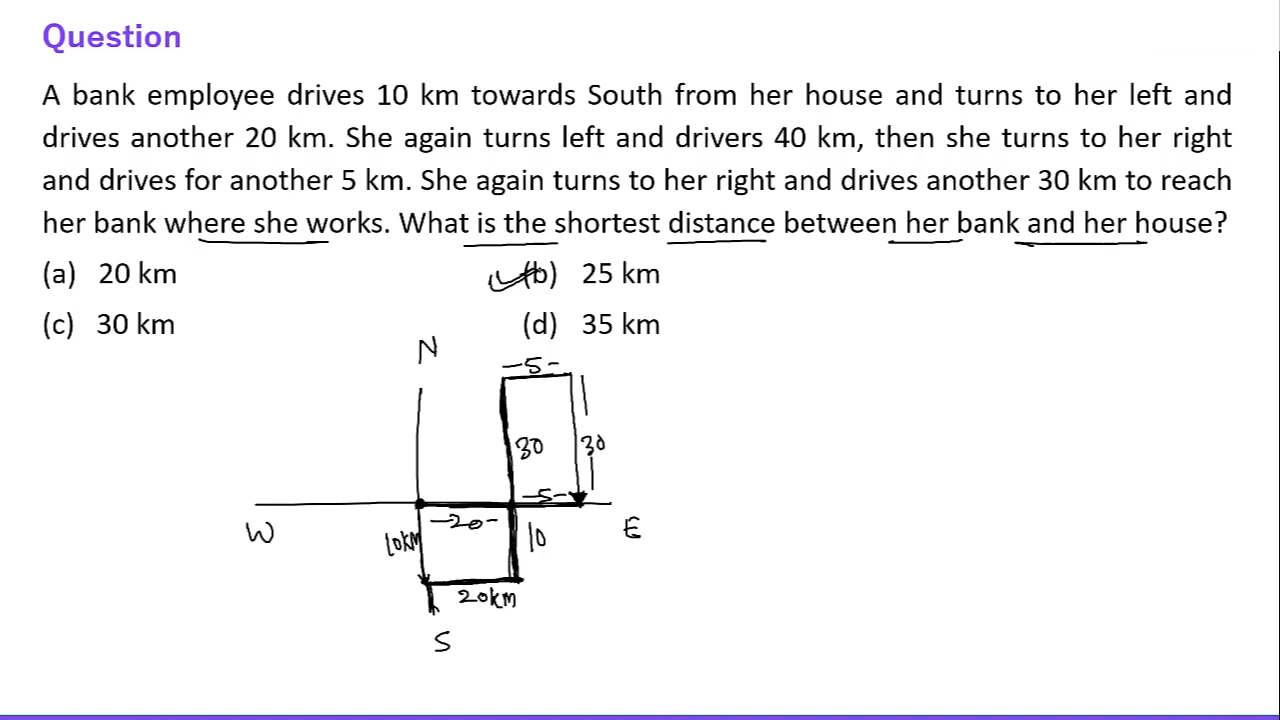 Question
A bank employee drives 10 km towards South from her house and turns to her left and
drives another 20 km. She again turns left and drivers 40 km, then she turns to her right
and drives for another 5 km. She again turns to her right and drives another 30 km to reach
her bank where she works. What is the shortest distance between her bank and her house?
(a) 20 km (b) 25 km
(c) 30 km (d) 35 km
N
-5-
30 30
-5-
-20-
W 10km 10 E
20km
S